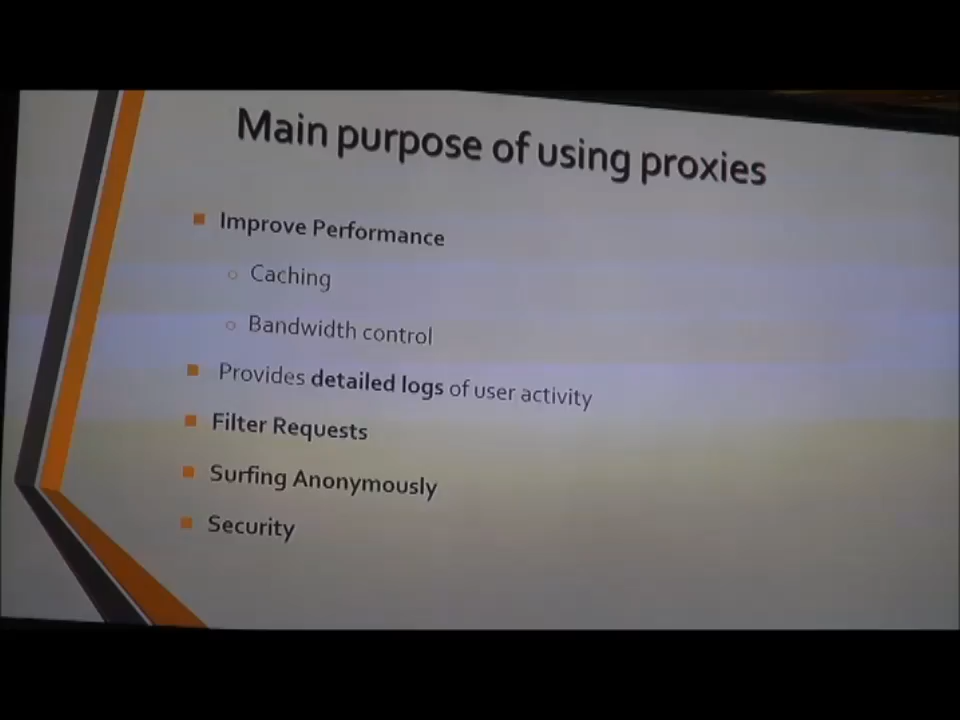 Main purpose of using proxies
Improve Performance
Caching
Bandwidth control
Provides detailed logs of user activity
Filter Requests
Surfing Anonymously
Security